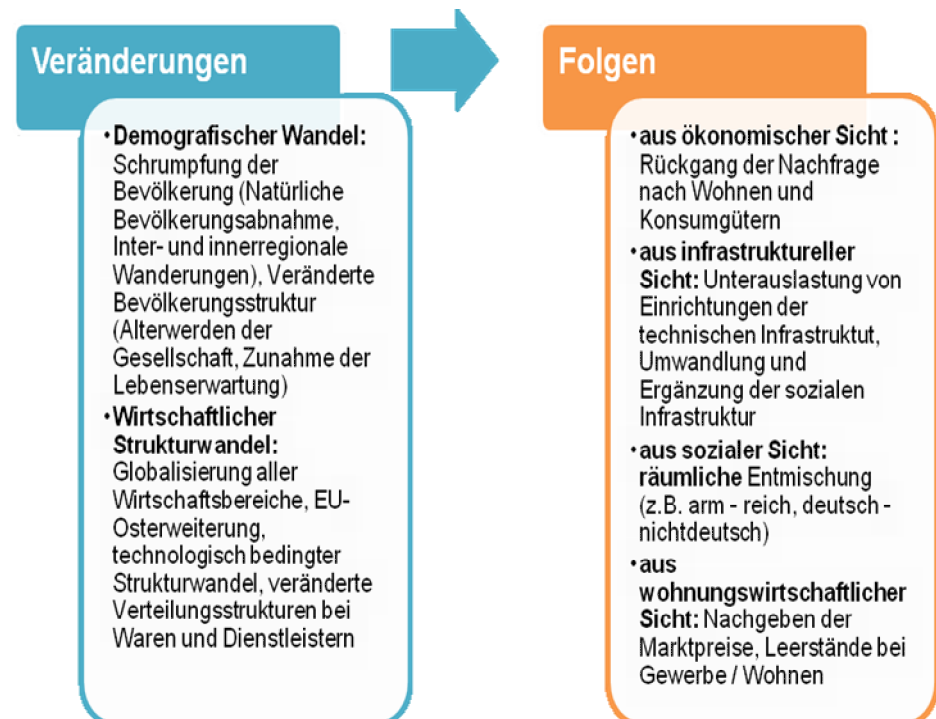 Veränderungen
• Demografischer Wandel:
Schrumpfung der
Bevölkerung (Natürliche
Bevölkerungsabnahme,
Inter- und innerregionale
Wanderungen), Veränderte
Bevölkerungsstruktur
(Alterwerden der
Gesellschaft, Zunahme der
Lebenserwartung)
• Wirtschaftlicher
Strukturwandel:
Globalisierung aller
Wirtschaftsbereiche, EU-
Osterweiterung,
technologisch bedingter
Strukturwandel, veränderte
Verteilungsstrukturen bei
Waren und Dienstleistern
Folgen
• aus ökonomischer Sicht :
Rückgang der Nachfrage
nach Wohnen und
Konsumgütern
• aus infrastruktureller
Sicht: Unterauslastung von
Einrichtungen der
technischen Infrastruktut,
Umwandlung und
Ergänzung der sozialen
Infrastruktur
• aus sozialer Sicht:
räumliche Entmischung
(z.B. arm - reich, deutsch -
nichtdeutsch)
• aus
wohnungswirtschaftlicher
Sicht: Nachgeben der
Marktpreise, Leerstände bei
Gewerbe / Wohnen